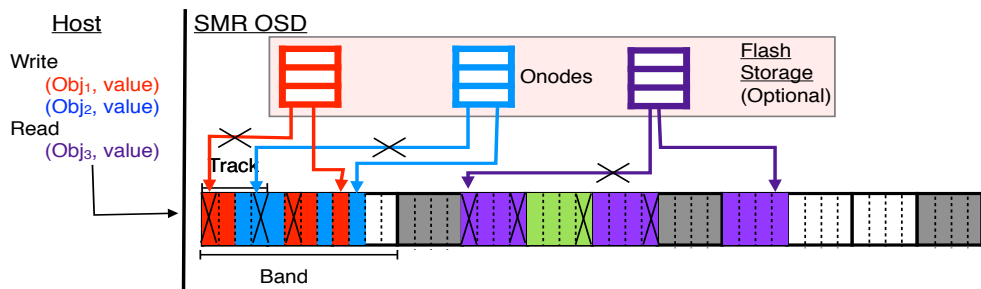 Host
SMR OSD
Write
(Obj₁, value)
(Obj₂, value)
Read
(Obj₃, value)
Onodes
Flash
Storage
(Optional)
Track
Band